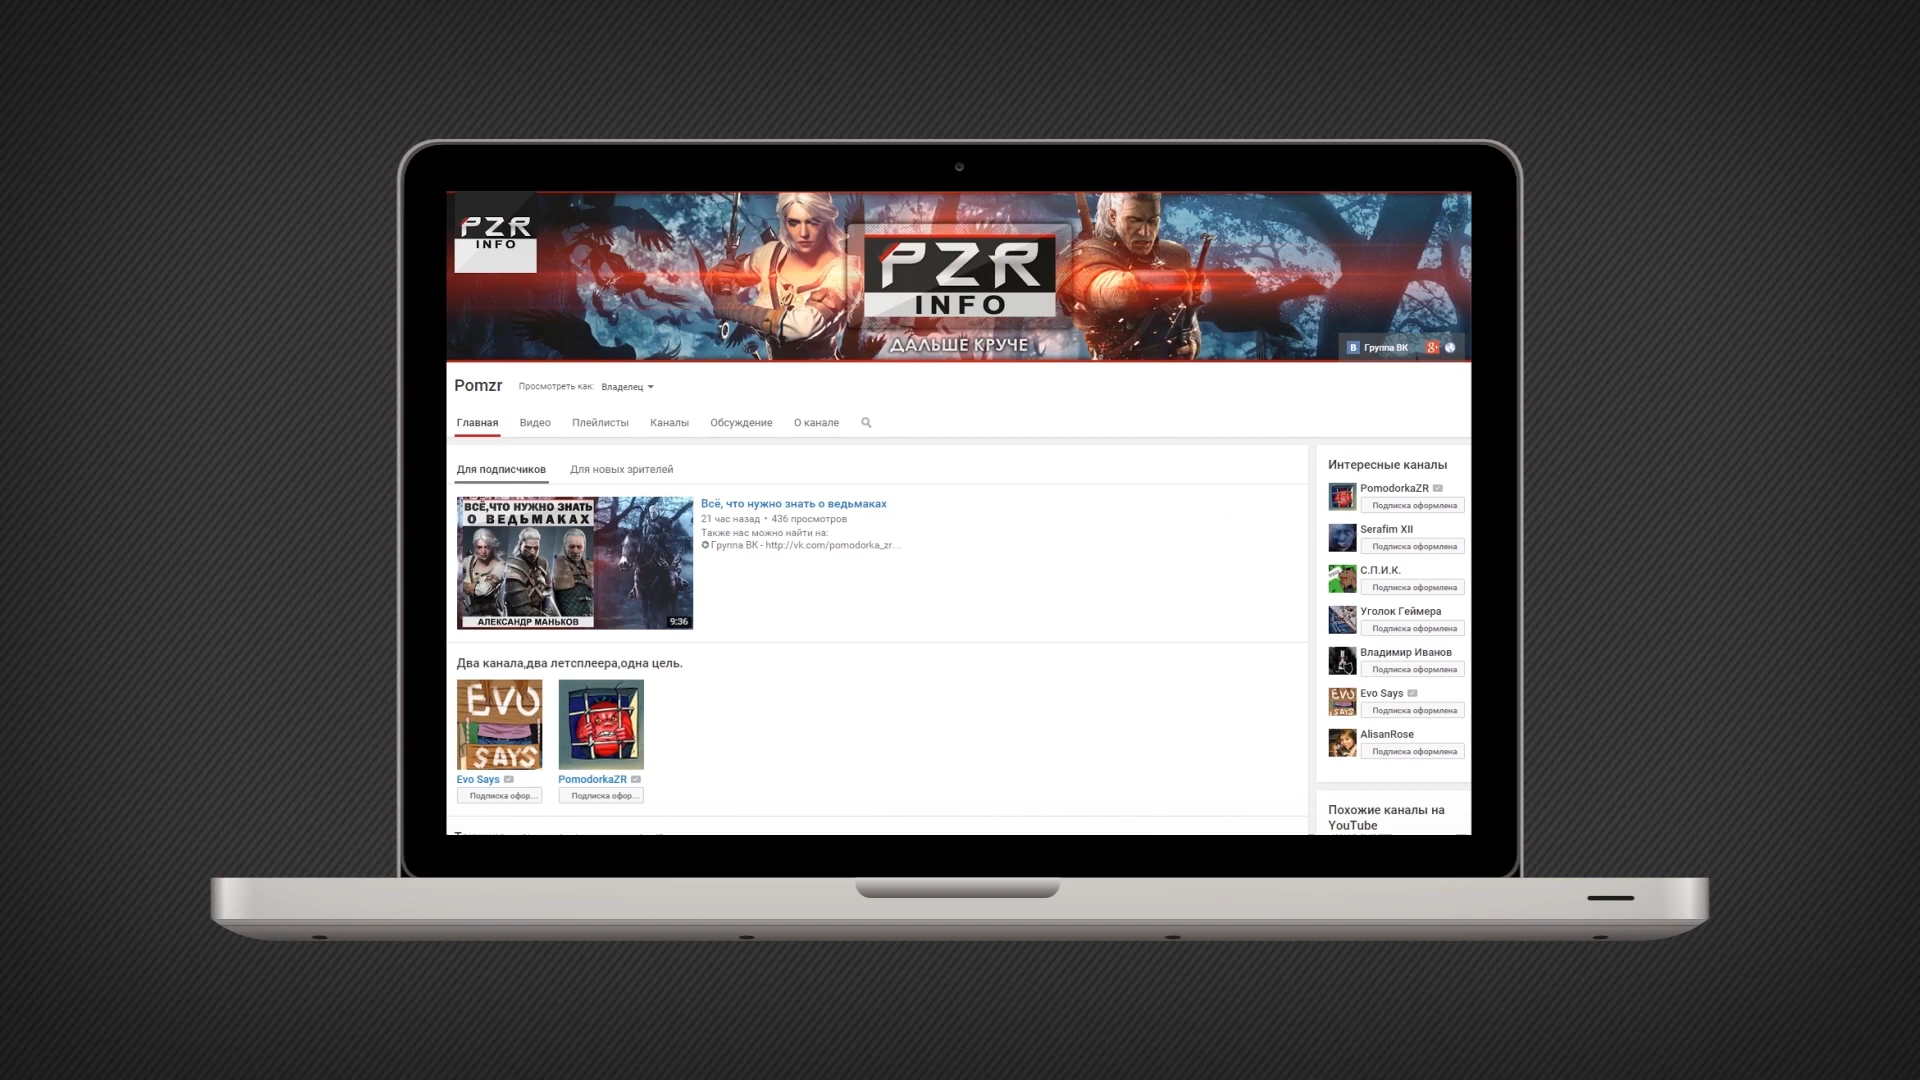 PZR
INFO
PZR
INFO
ДАЛЬШЕ КРУЧЕ
B Группа ВК g+
Pomzr Просмотреть как: Владелец
Главная Видео Плейлисты Каналы Обсуждение О канале
Для подписчиков Для новых зрителей
ВСЁ,ЧТО НУЖНО ЗНАТЬ
О ВЕДЬМАКАХ
АЛЕКСАНДР МАНЬКОВ
9:36
Всё, что нужно знать о ведьмаках
21 час назад • 436 просмотров
Также нас можно найти на:
✪ Группа ВК - http://vk.com/pomodorka_zr...
Два канала,два летсплеера,одна цель.
EVO
SAYS
Evo Says
Подписка офор...
PomodorkaZR
Подписка офор...
Интересные каналы
PomodorkaZR
Подписка оформлена
Serafim XII
Подписка оформлена
С.П.И.К.
Подписка оформлена
Уголок Геймера
Подписка оформлена
Владимир Иванов
Подписка оформлена
EVO
SAYS
Evo Says
Подписка оформлена
AlisanRose
Подписка оформлена
Похожие каналы на
YouTube